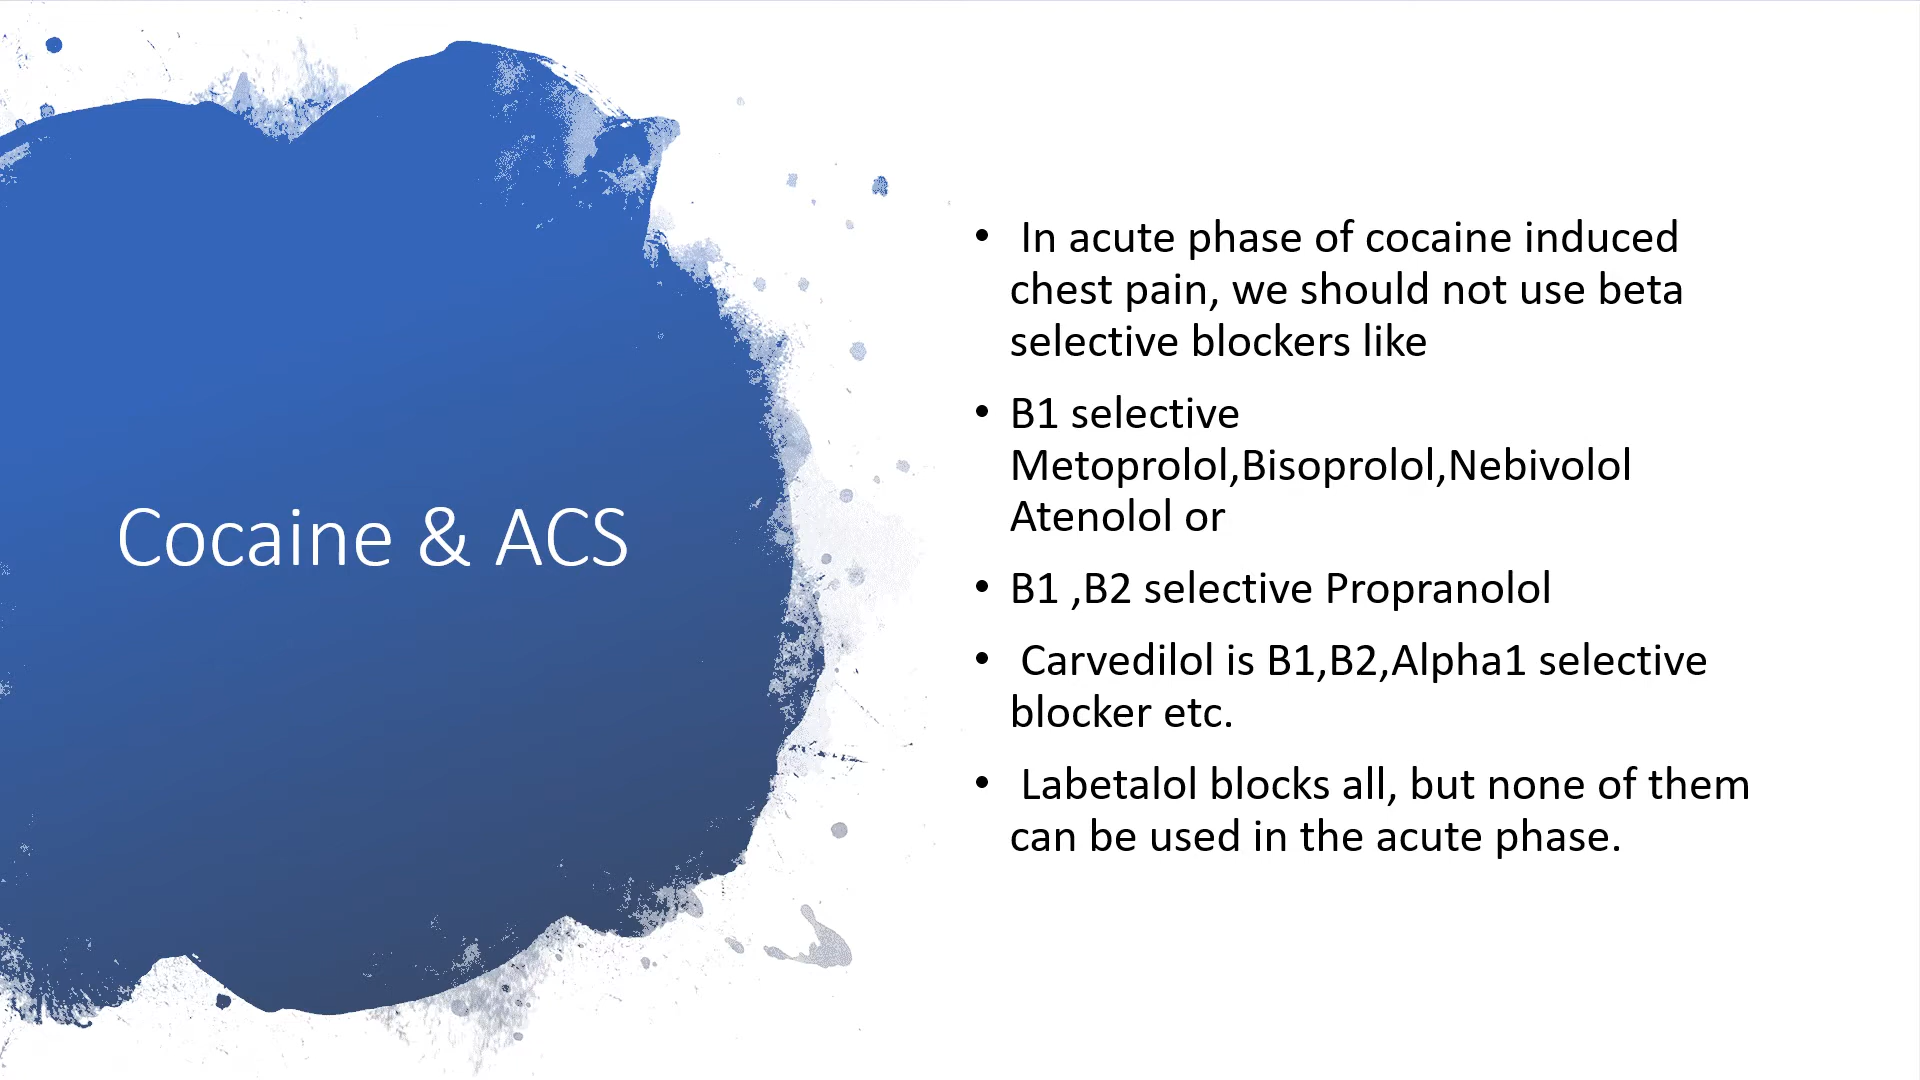 Cocaine & ACS
• In acute phase of cocaine induced
chest pain, we should not use beta
selective blockers like
• B1 selective
Metoprolol,Bisoprolol,Nebivolol
Atenolol or
• B1 ,B2 selective Propranolol
• Carvedilol is B1,B2,Alpha1 selective
blocker etc.
• Labetalol blocks all, but none of them
can be used in the acute phase.